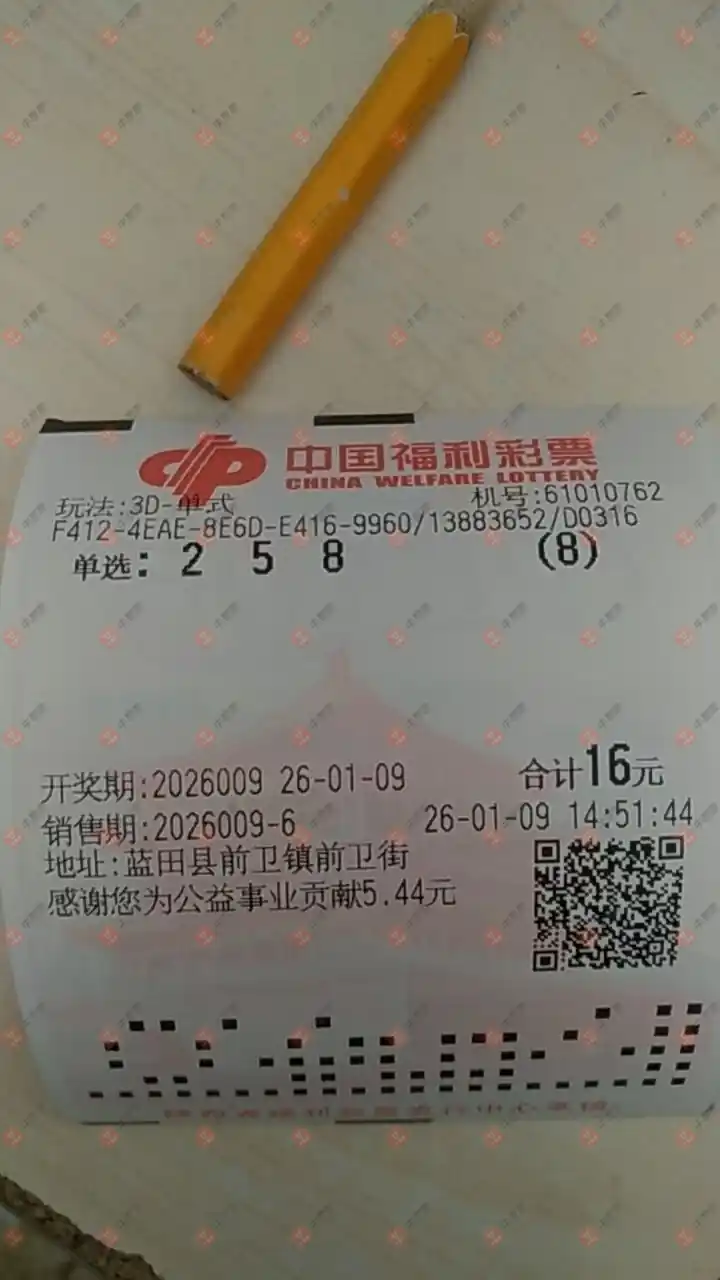 中国福利彩票
CHINA WELFARE LOTTERY
玩法:3D-单式 机号:61010762
F412-4EAE-8E6D-E416-9960/13883652/D0316
单选: 2 5 8 (8)
开奖期:2026009 26-01-09 合计16元
销售期:2026009-6 26-01-09 14:51:44
地址:蓝田县前卫镇前卫街
感谢您为公益事业贡献5.44元